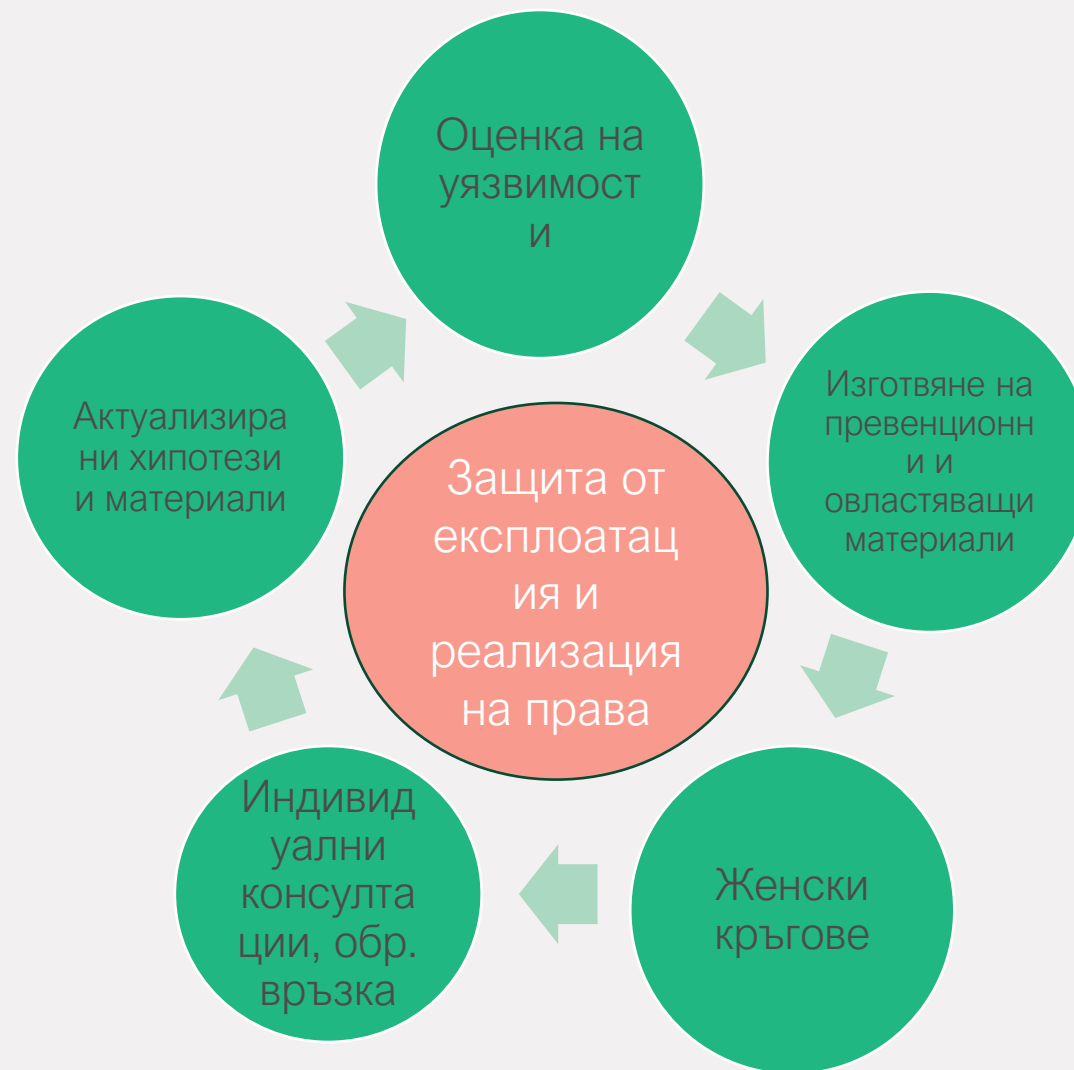 Оценка на
уязвимост
и
Изготвяне на
превенционн
и и
овластяващи
материали
Женски
кръгове
Индивид
уални
консулта
ции, обр.
връзка
Актуализира
ни хипотези
и материали
Защита от
експлоатац
ия и
реализация
на права